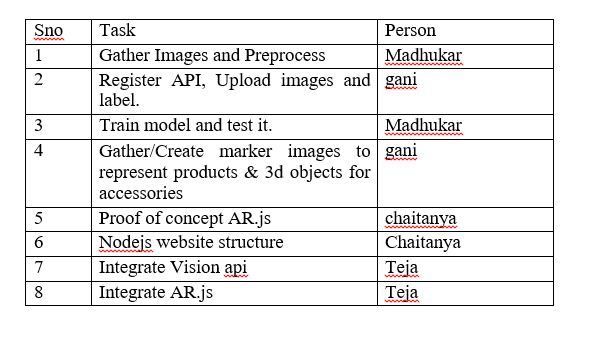 Sno Task Person
1 Gather Images and Preprocess Madhukar
2 Register API, Upload images and gani
label.
3 Train model and test it. Madhukar
4 Gather/Create marker images to gani
represent products & 3d objects for
accessories
5 Proof of concept AR.js chaitanya
6 Nodejs website structure Chaitanya
7 Integrate Vision api Teja
8 Integrate AR.js Teja